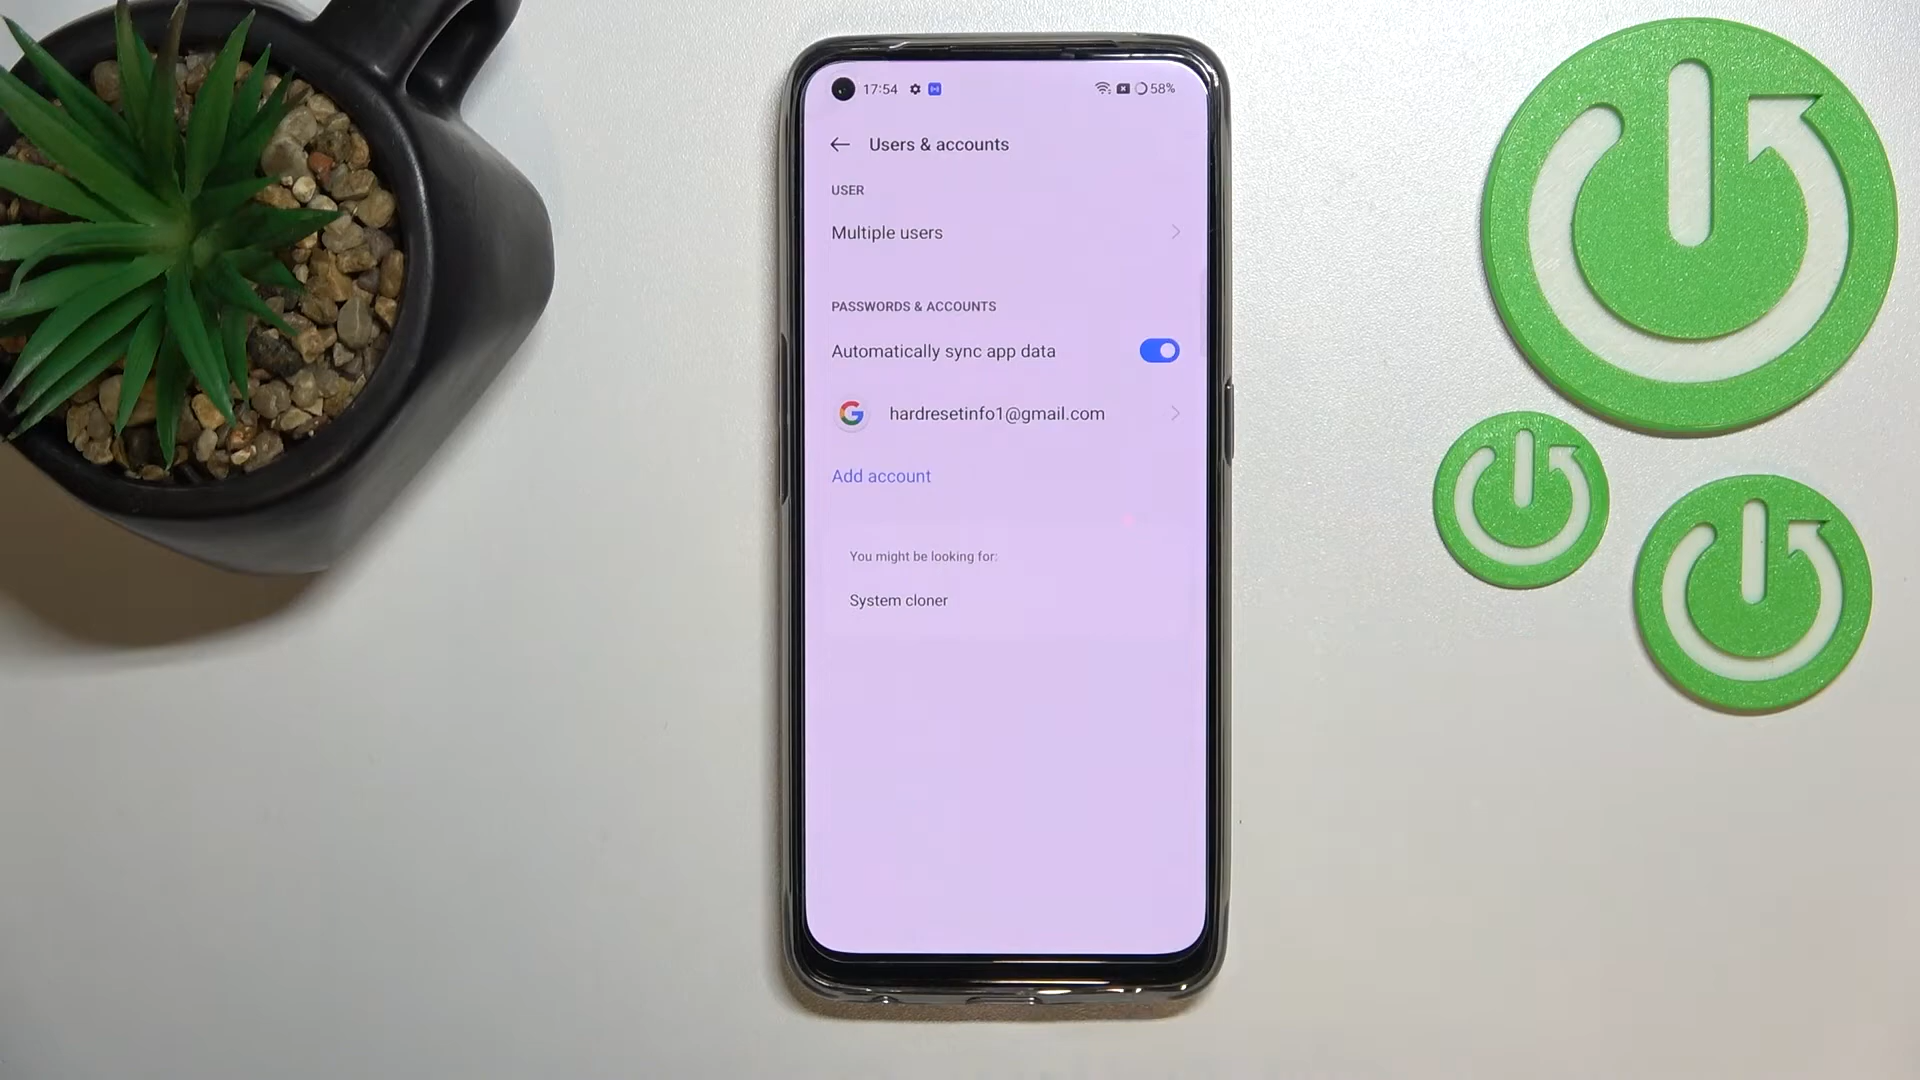 17:54 58%
Users & accounts
USER
Multiple users
PASSWORDS & ACCOUNTS
Automatically sync app data
hardresetinfo1@gmail.com
Add account
You might be looking for:
System cloner